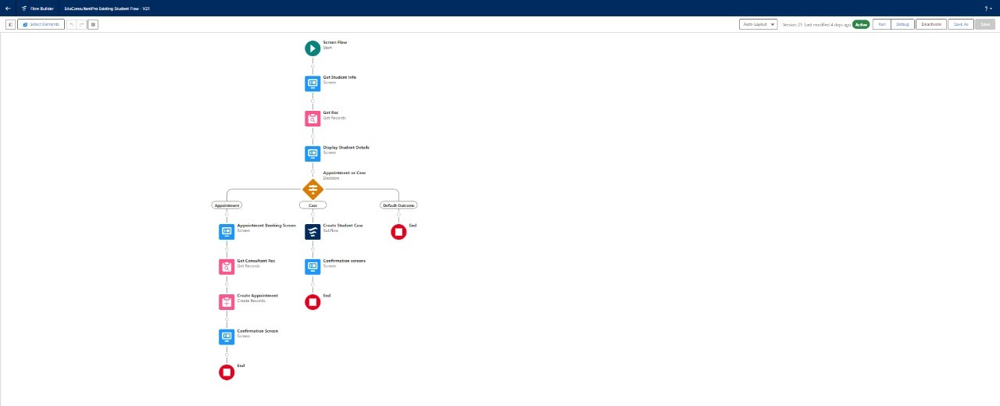 Flow Builder
EduConsultantPro Existing Student Flow - V21
?
Select Elements
Auto-Layout
Version 21: Last modified 4 days ago
Active
Run
Debug
Deactivate
Save As
Save
Screen Flow
Start
Get Student Info
Screen
Get Rec
Get Records
Display Student Details
Screen
Appointment or Case
Decision
Appointment
Case
Default Outcome
Appointment Booking Screen
Screen
Create Student Case
Subflow
End
Get Consultant Rec
Get Records
Confirmation screens
Screen
Create Appointment
Create Records
End
Confirmation Screen
Screen
End